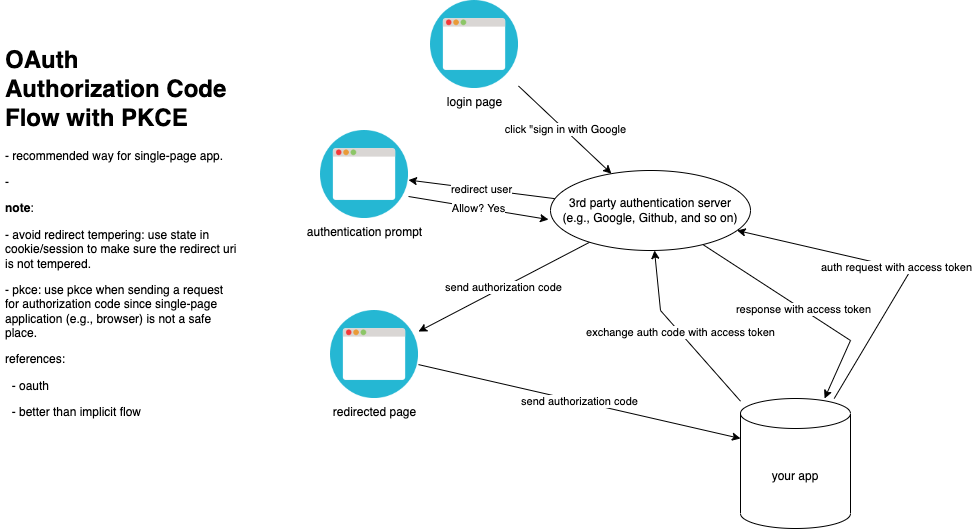 OAuth
Authorization Code
Flow with PKCE
- recommended way for single-page app.
-
note:
- avoid redirect tempering: use state in
cookie/session to make sure the redirect uri
is not tempered.
- pkce: use pkce when sending a request
for authorization code since single-page
application (e.g., browser) is not a safe
place.
references:
- oauth
- better than implicit flow
login page
click "sign in with Google
redirect user
Allow? Yes
authentication prompt
3rd party authentication server
(e.g., Google, Github, and so on)
auth request with access token
send authorization code
response with access token
exchange auth code with access token
redirected page
send authorization code
your app